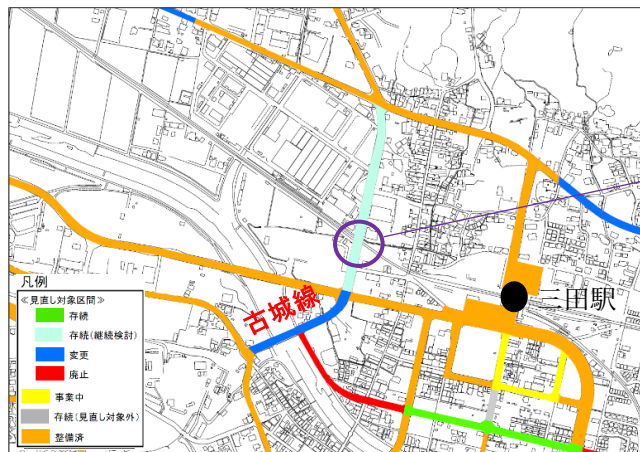 古城線
三田駅
凡例
≪見直し対象区間≫
存続
存続(継続検討)
変更
廃止
事業中
存続(見直し対象外)
整備済